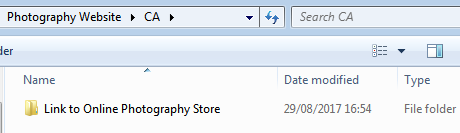 Photography Website CA Search CA
der
Name Date modified Type
Link to Online Photography Store 29/08/2017 16:54 File folder